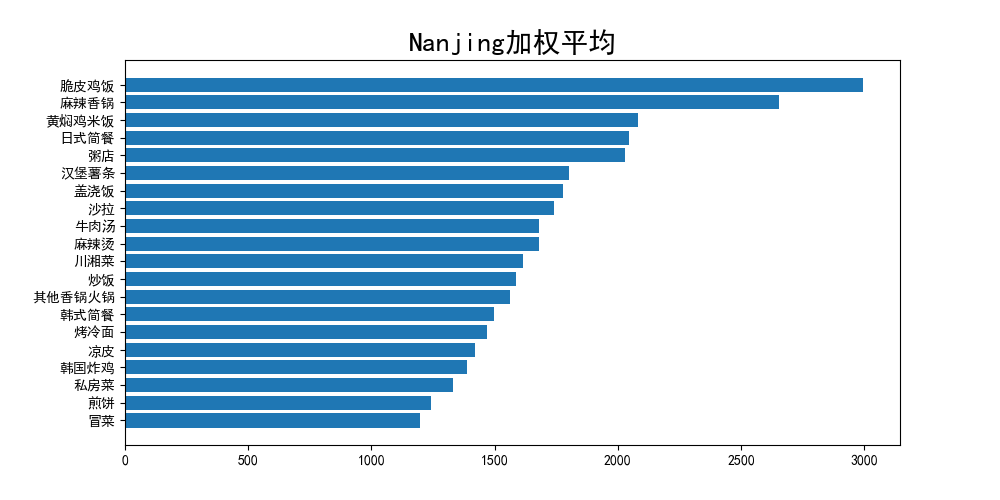 Nanjing加权平均
脆皮鸡饭
麻辣香锅
黄焖鸡米饭
日式简餐
粥店
汉堡薯条
盖浇饭
沙拉
牛肉汤
麻辣烫
川湘菜
炒饭
其他香锅火锅
韩式简餐
烤冷面
凉皮
韩国炸鸡
私房菜
煎饼
冒菜
0 500 1000 1500 2000 2500 3000